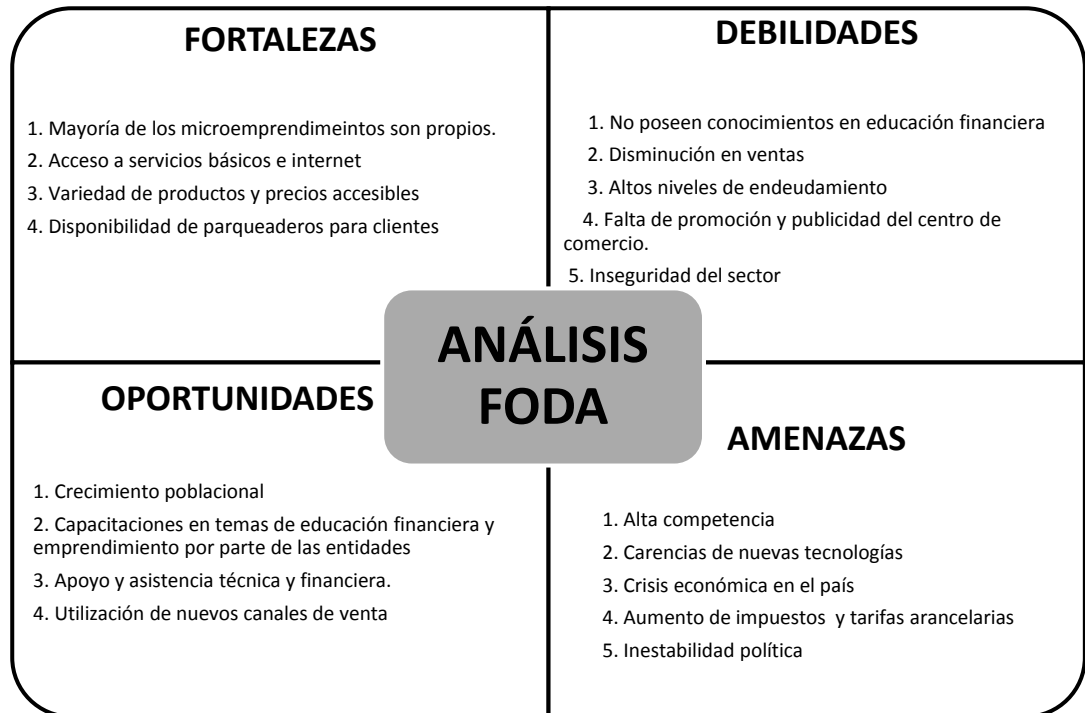 FORTALEZAS
1. Mayoría de los microemprendimeintos son propios.
2. Acceso a servicios básicos e internet
3. Variedad de productos y precios accesibles
4. Disponibilidad de parqueaderos para clientes
DEBILIDADES
1. No poseen conocimientos en educación financiera
2. Disminución en ventas
3. Altos niveles de endeudamiento
4. Falta de promoción y publicidad del centro de
comercio.
5. Inseguridad del sector
ANÁLISIS
FODA
OPORTUNIDADES
1. Crecimiento poblacional
2. Capacitaciones en temas de educación financiera y
emprendimiento por parte de las entidades
3. Apoyo y asistencia técnica y financiera.
4. Utilización de nuevos canales de venta
AMENAZAS
1. Alta competencia
2. Carencias de nuevas tecnologías
3. Crisis económica en el país
4. Aumento de impuestos  y tarifas arancelarias
5. Inestabilidad política